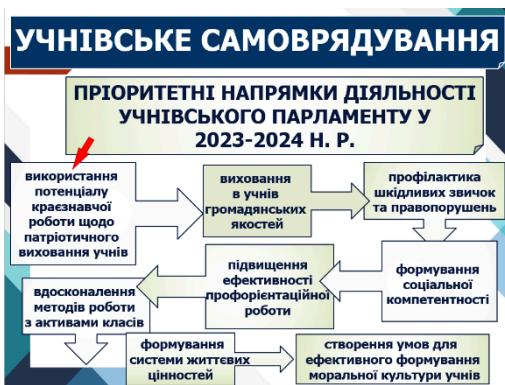 УЧНІВСЬКЕ САМОВРЯДУВАННЯ
ПРІОРИТЕТНІ НАПРЯМКИ ДІЯЛЬНОСТІ
УЧНІВСЬКОГО ПАРЛАМЕНТУ У
2023-2024 Н. Р.
використання
потенціалу
краєзнавчої
роботи щодо
патріотичного
виховання учнів
виховання
в учнів
громадянських
якостей
профілактика
шкідливих звичок
та правопорушень
формування
соціальної
компетентності
підвищення
ефективності
профорієнтаційної
роботи
вдосконалення
методів роботи
з активами класів
формування
системи життєвих
цінностей
створення умов для
ефективного формування
моральної культури учнів